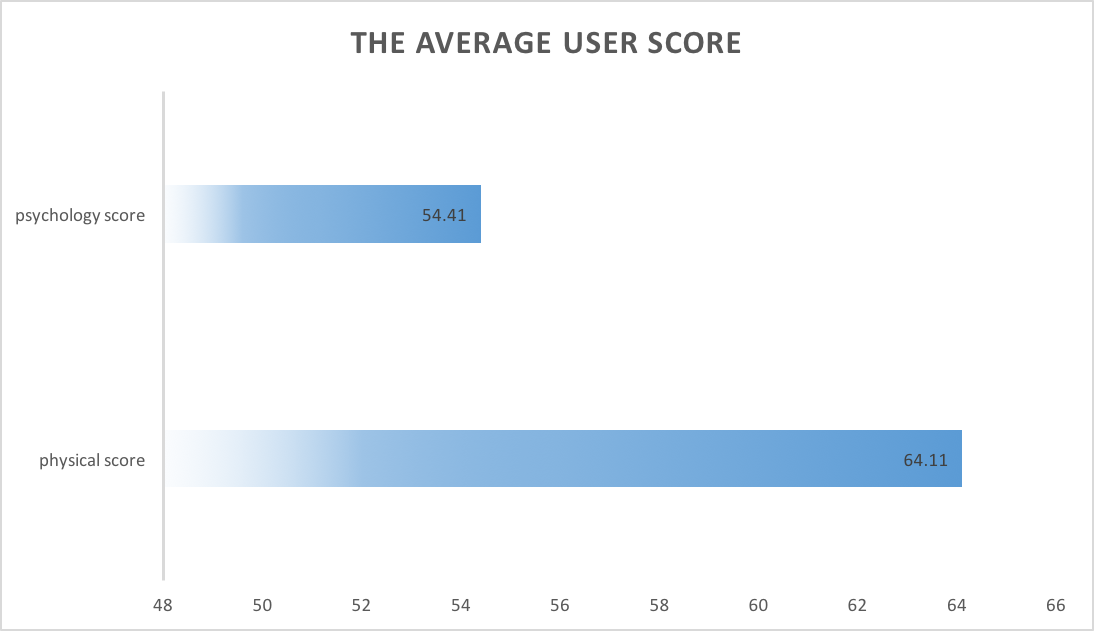 THE AVERAGE USER SCORE
psychology score
54.41
physical score
64.11
48 50 52 54 56 58 60 62 64 66